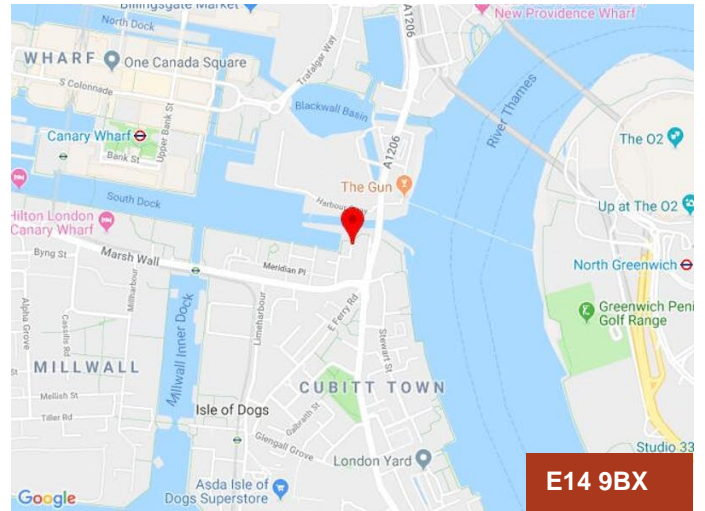 Billingsgate Market
New Providence Wharf
North Dock
A1206
WHARF
One Canada Square
Trafalgar Way
S Colonnade
River Thames
Blackwall Basin
The O2
Canary Wharf
Upper Bank St
A1206
Bank St
The Gun
South Dock
Harbour Quay
Up at The O2
Hilton London
Canary Wharf
Marsh Wall
Byng St
Meridian Pl
North Greenwich
Millharbour
Alpha Grove
Cassilis Rd
Limeharbour
E Ferry Rd
Greenwich Peni
Golf Range
Stewart St
Millwall Inner Dock
MILLWALL
St
CUBITT TOWN
Mellish St
Isle of Dogs
Tiller Rd
Galbraith St
Glengall Grove
Studio 33
London Yard
Asda Isle of
Dogs Superstore
E14 9BX
Google